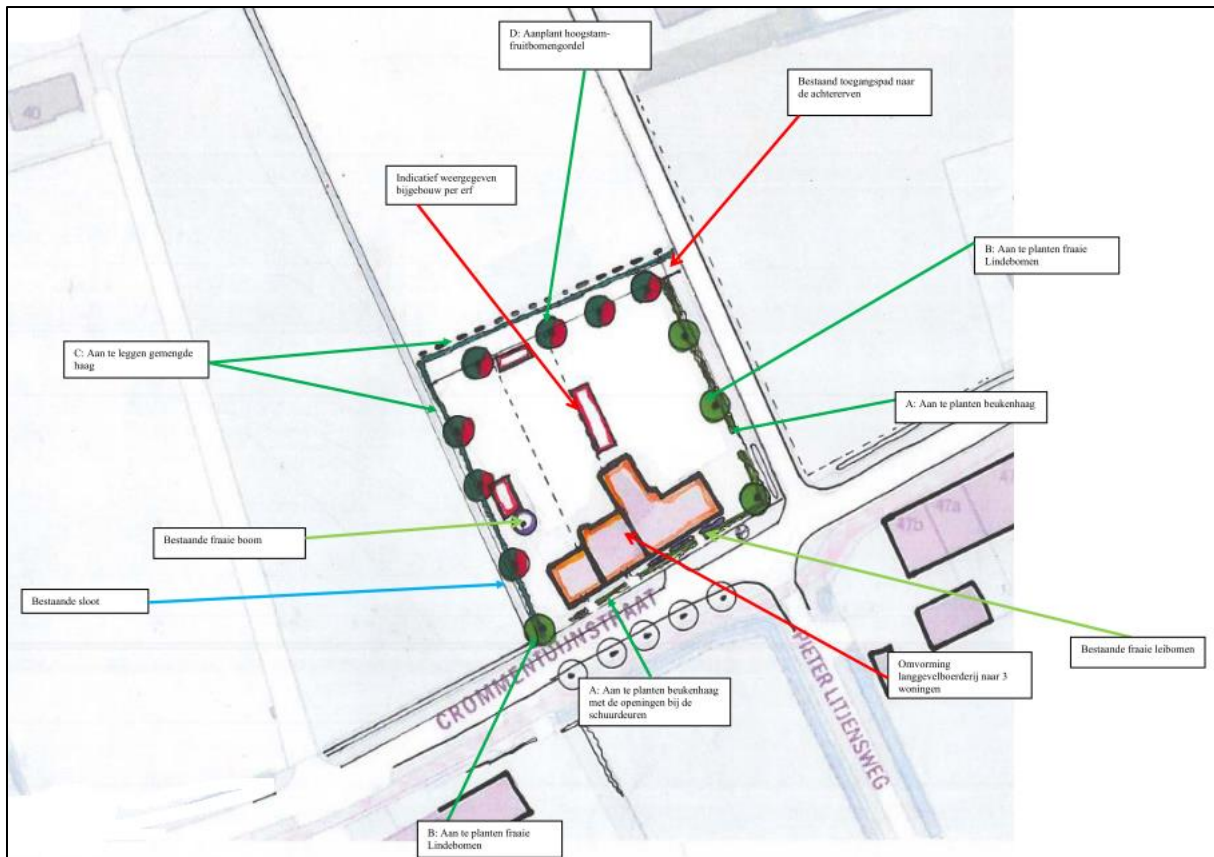 D: Aanplant hoogstam-
fruitbomengordel
Bestaand toegangspad naar
de achtererven
40
Indicatief weergegeven
bijgebouw per erf
B: Aan te planten fraaie
Lindebomen
C: Aan te leggen gemengde
haag
A: Aan te planten beukenhaag
47a
47b
Bestaande fraaie boom
Bestaande sloot
CROMMENTUIJNSTRAAT
PIETER LITJENSWEG
Bestaande fraaie leibomen
Omvorming
langgevelboerderij naar 3
woningen
A: Aan te planten beukenhaag
met de openingen bij de
schuurdeuren
B: Aan te planten fraaie
Lindebomen